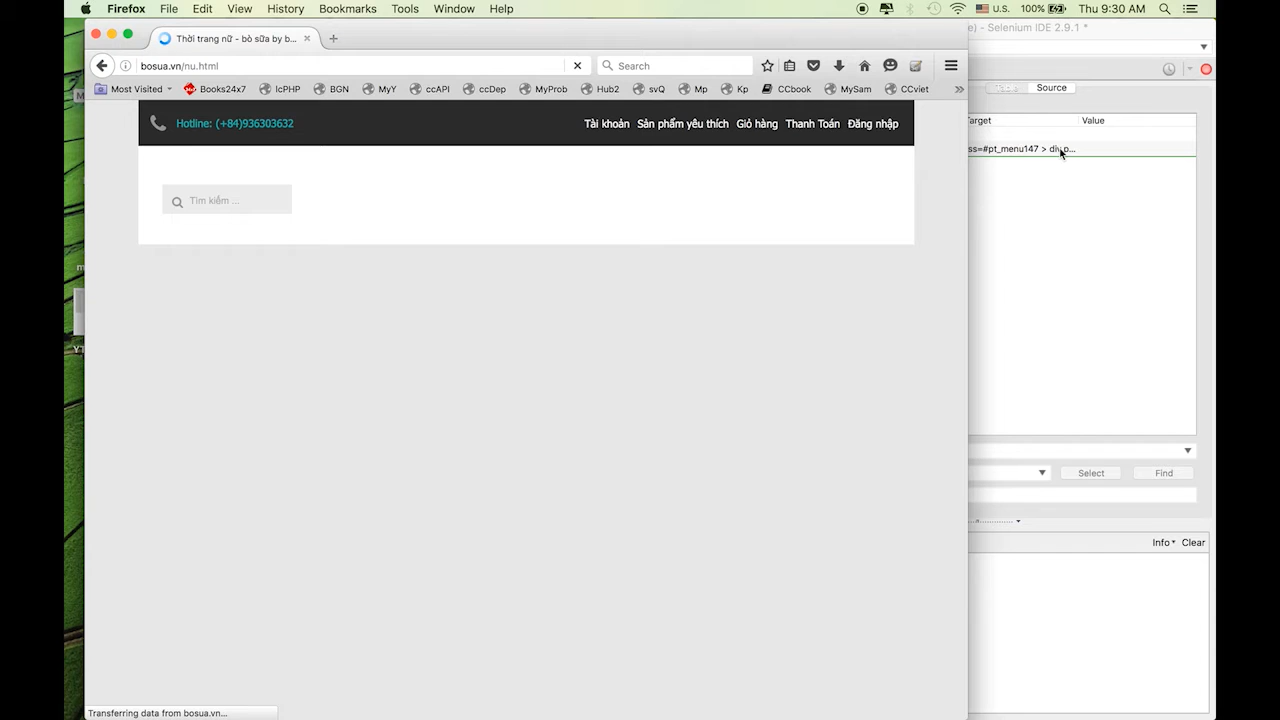 Firefox File Edit View History Bookmarks Tools Window Help U.S. 100% Thu 9:30 AM
e) - Selenium IDE 2.9.1 *
Thời trang nữ - bò sữa by b...
bosua.vn/nu.html
Search
Most Visited Books24x7 IcPHP BGN MyY ccAPI ccDep MyProb Hub2 svQ Mp Kr CCbook MySam CCviet
Source
Hotline: (+84)936303632
Tài khoản Sản phẩm yêu thích Giỏ hàng Thanh Toán Đăng nhập
Target Value
ss=#pt_menu147 > div.p...
Tìm kiếm ...
Select Find
Info Clear
Transferring data from bosua.vn...